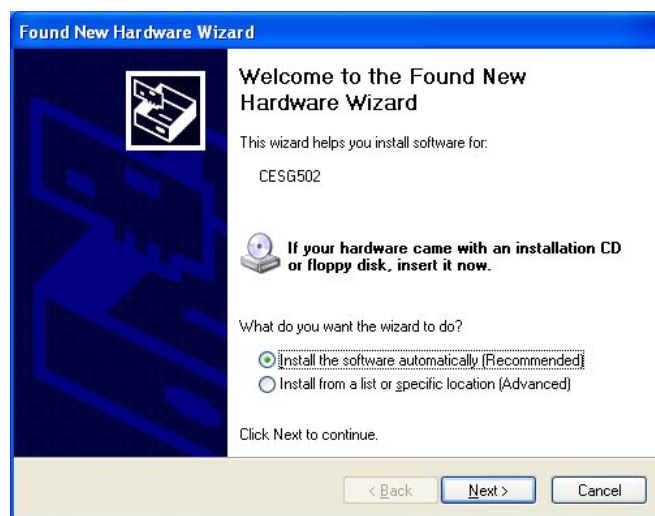 Found New Hardware Wizard
Welcome to the Found New
Hardware Wizard
This wizard helps you install software for:
CESG502
If your hardware came with an installation CD
or floppy disk, insert it now.
What do you want the wizard to do?
Install the software automatically (Recommended)
Install from a list or specific location (Advanced)
Click Next to continue.
< Back Next > Cancel